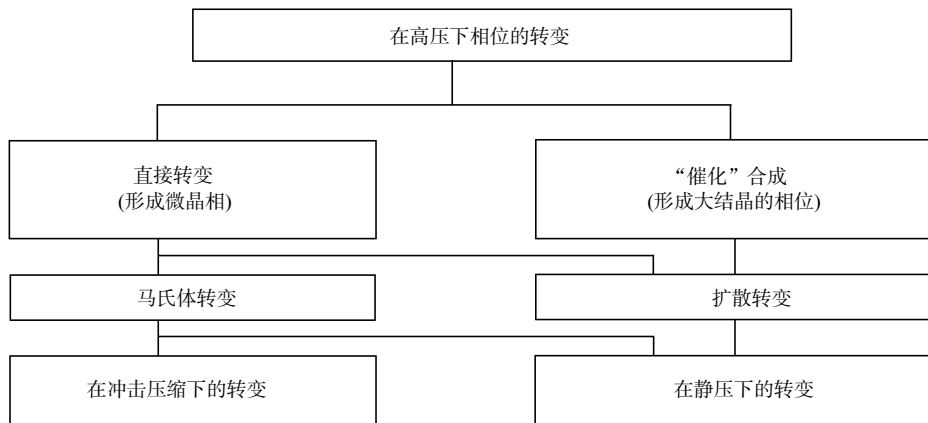 在高压下相位的转变
直接转变
(形成微晶相)
“催化”合成
(形成大结晶的相位)
马氏体转变
扩散转变
在冲击压缩下的转变
在静压下的转变